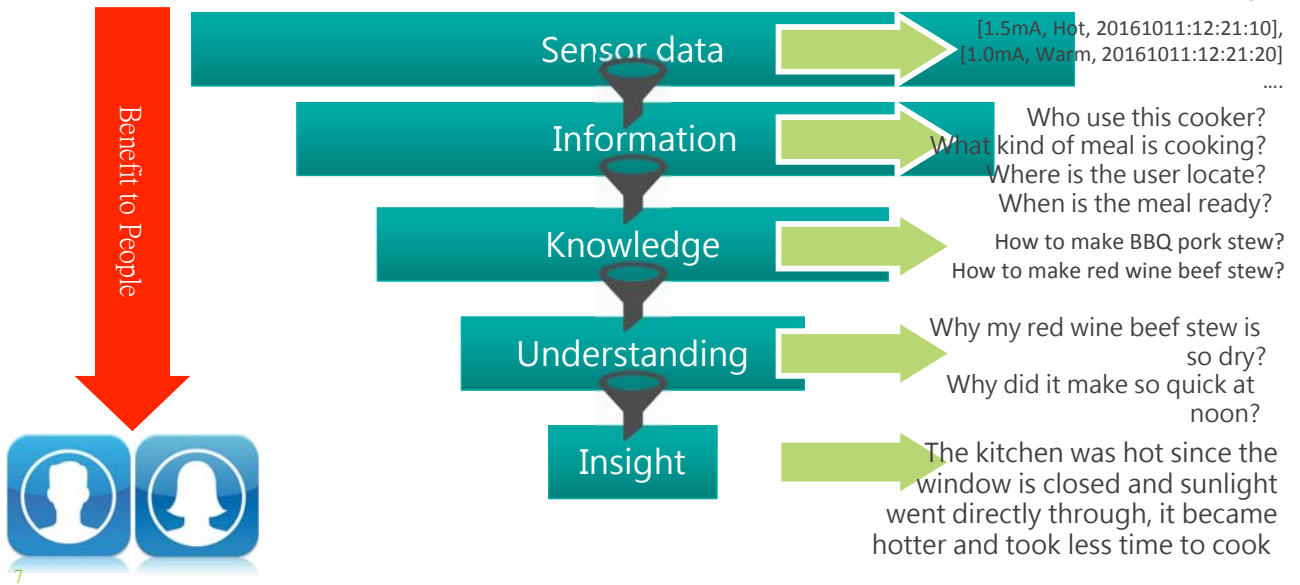 Sensor data
[1.5mA, Hot, 20161011:12:21:10],
[1.0mA, Warm, 20161011:12:21:20]
....
Information
Who use this cooker?
What kind of meal is cooking?
Where is the user locate?
When is the meal ready?
Benefit to People
Knowledge
How to make BBQ pork stew?
How to make red wine beef stew?
Understanding
Why my red wine beef stew is
so dry?
Why did it make so quick at
noon?
Insight
The kitchen was hot since the
window is closed and sunlight
went directly through, it became
hotter and took less time to cook
7